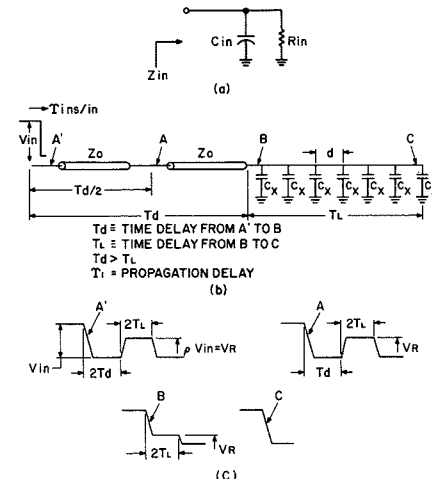 Cin
Rin
Zin
(a)
Tins/in
Vin
A'
Zo
A
Zo
B
d
C
Cx Cx Cx Cx Cx Cx Cx
Td/2
Td
TL
Td ≡ TIME DELAY FROM A' TO B
TL ≡ TIME DELAY FROM B TO C
Td > TL
Ti = PROPAGATION DELAY
(b)
A'
2TL
Vin
ρ Vin=VR
2Td
A
2TL
VR
Td
B
VR
2TL
C
(C)